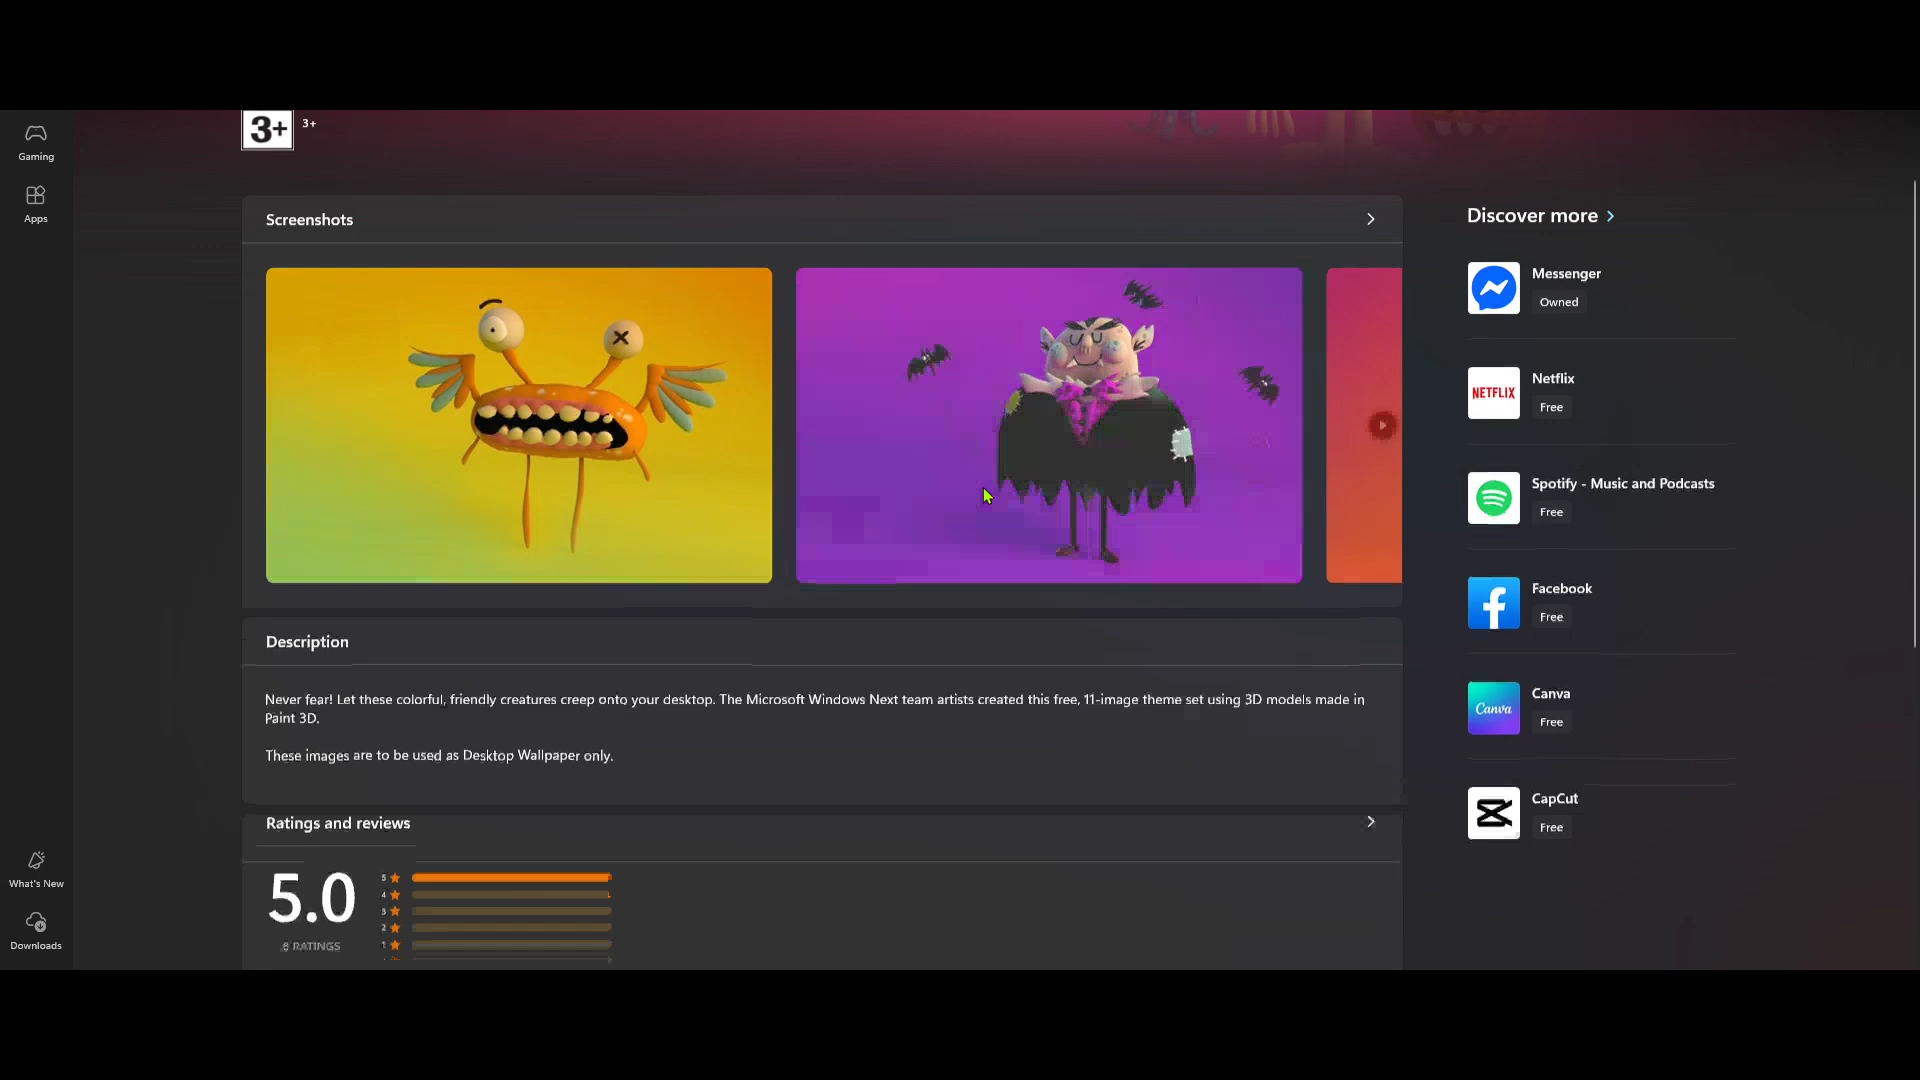 3+
3+
Gaming
Apps
Screenshots
Discover more
Messenger
Owned
NETFLIX
Netflix
Free
Spotify - Music and Podcasts
Free
Facebook
Free
Canva
Canva
Free
CapCut
Free
Description
Never fear! Let these colorful, friendly creatures creep onto your desktop. The Microsoft Windows Next team artists created this free, 11-image theme set using 3D models made in
Paint 3D.
These images are to be used as Desktop Wallpaper only.
Ratings and reviews
5.0
RATINGS
5
4
3
2
1
What's New
Downloads